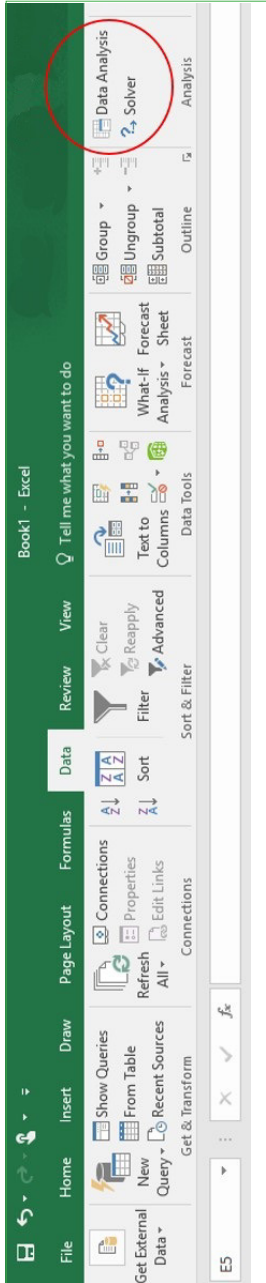 Book1 - Excel
File Home Insert Draw Page Layout Formulas Data Review View Tell me what you want to do
Get External
Data
New
Query
Show Queries
From Table
Recent Sources
Get & Transform
Refresh
All
Connections
Properties
Edit Links
Connections
Sort
Filter
Clear
Reapply
Advanced
Sort & Filter
Text to
Columns
Data Tools
What-If
Analysis
Forecast
Sheet
Forecast
Group
Ungroup
Subtotal
Outline
Data Analysis
Solver
Analysis
E5 fx